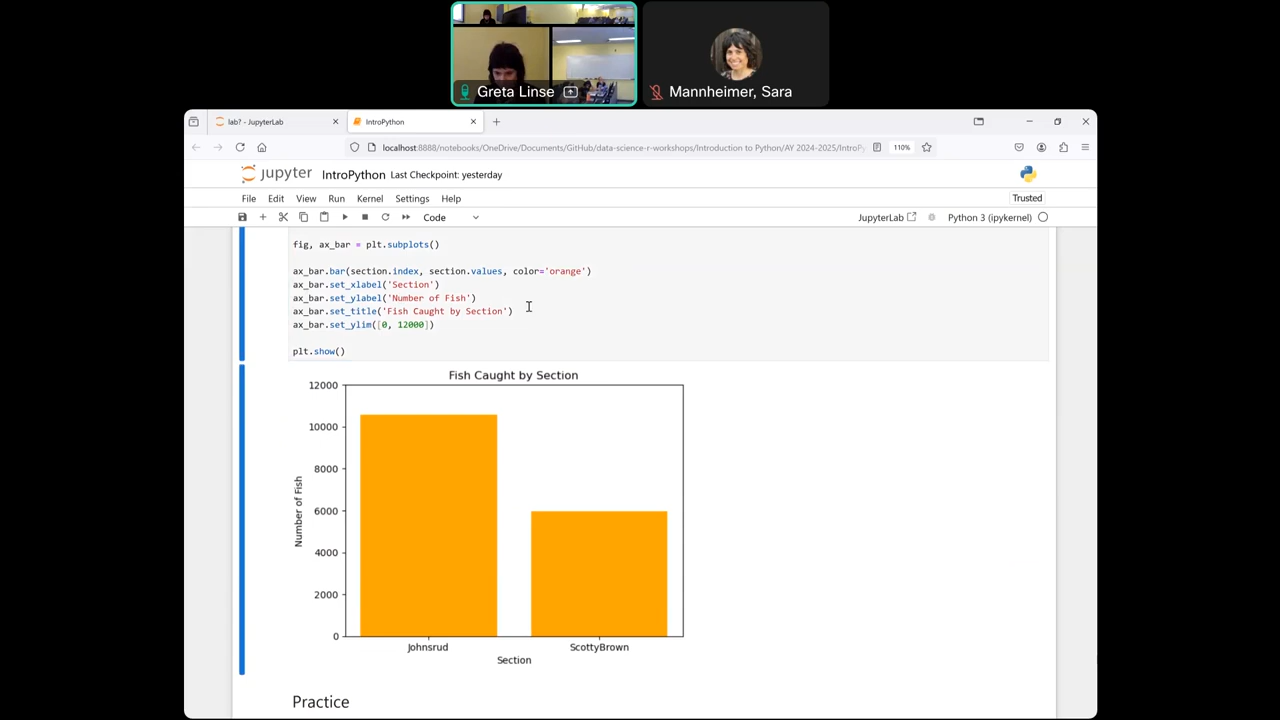 Greta Linse
Mannheimer, Sara
lab? - JupyterLab
IntroPython
localhost:8888/notebooks/OneDrive/Documents/GitHub/data-science-r-workshops/Introduction to Python/AY 2024-2025/IntroPy
110%
jupyter IntroPython Last Checkpoint: yesterday
File Edit View Run Kernel Settings Help
Trusted
Code
JupyterLab
Python 3 (ipykernel)
fig, ax_bar = plt.subplots()
ax_bar.bar(section.index, section.values, color='orange')
ax_bar.set_xlabel('Section')
ax_bar.set_ylabel('Number of Fish')
ax_bar.set_title('Fish Caught by Section')
ax_bar.set_ylim([0, 12000])
plt.show()
Fish Caught by Section
12000
10000
8000
6000
4000
2000
0
Number of Fish
Johnsrud
ScottyBrown
Section
Practice